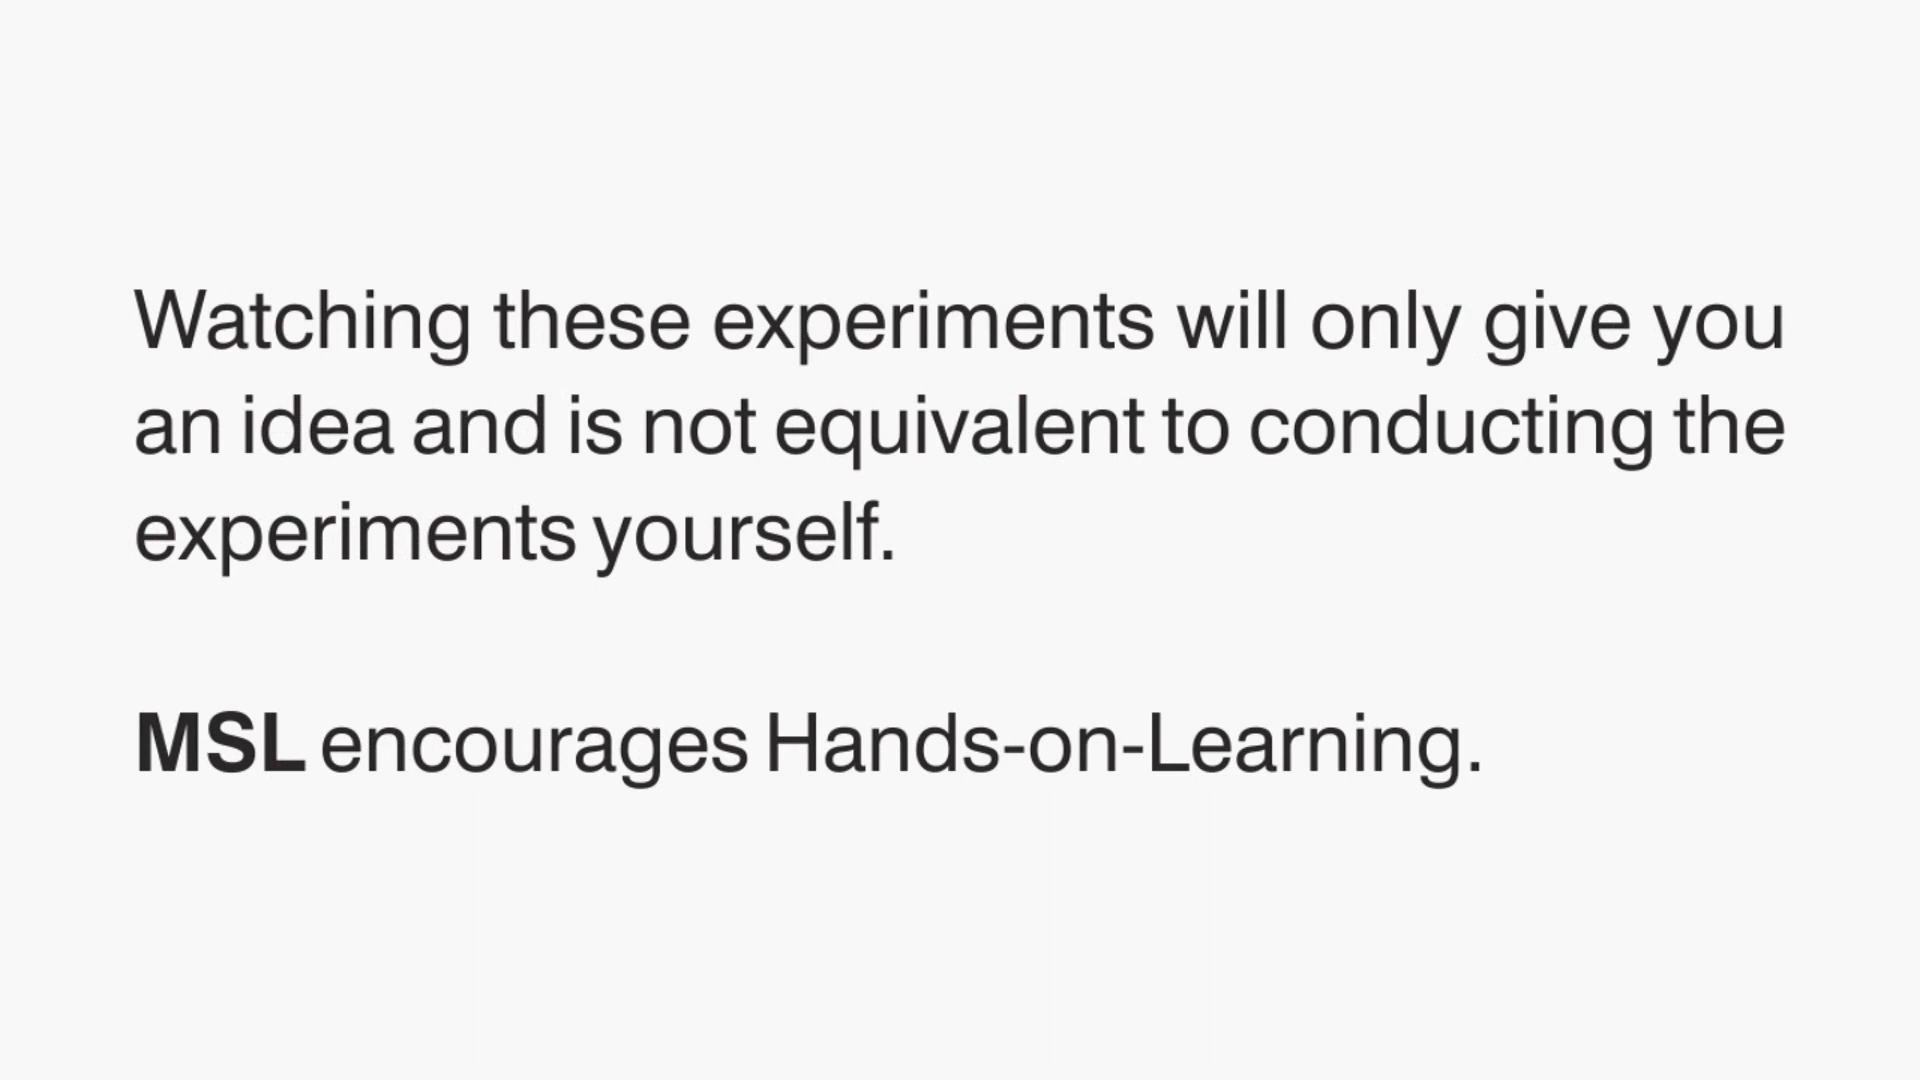 Watching these experiments will only give you
an idea and is not equivalent to conducting the
experiments yourself.
MSL encourages Hands-on-Learning.